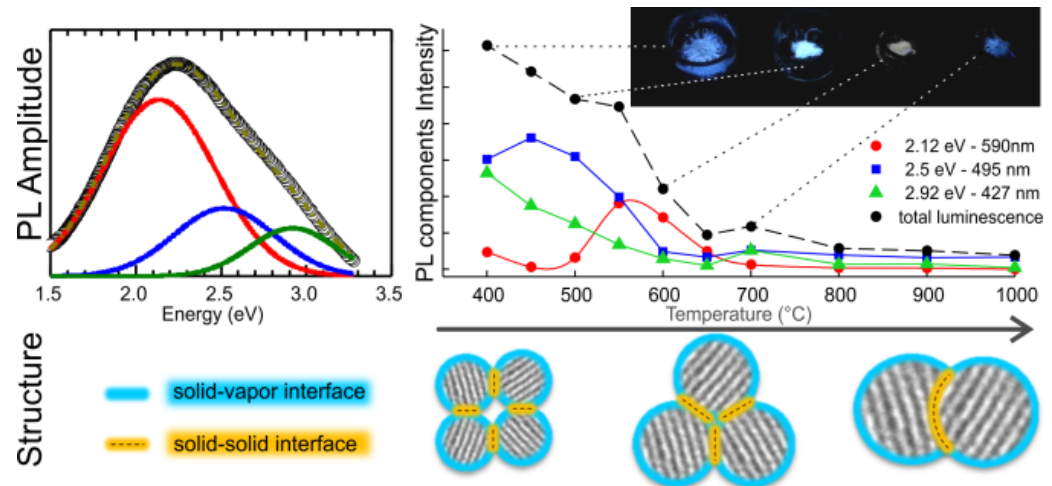 PL Amplitude
1.5 2.0 2.5 3.0 3.5
Energy (eV)
PL components Intensity
2.12 eV - 590nm
2.5 eV - 495 nm
2.92 eV - 427 nm
total luminescence
400 500 600 700 800 900 1000
Temperature (°C)
Structure
solid-vapor interface
solid-solid interface